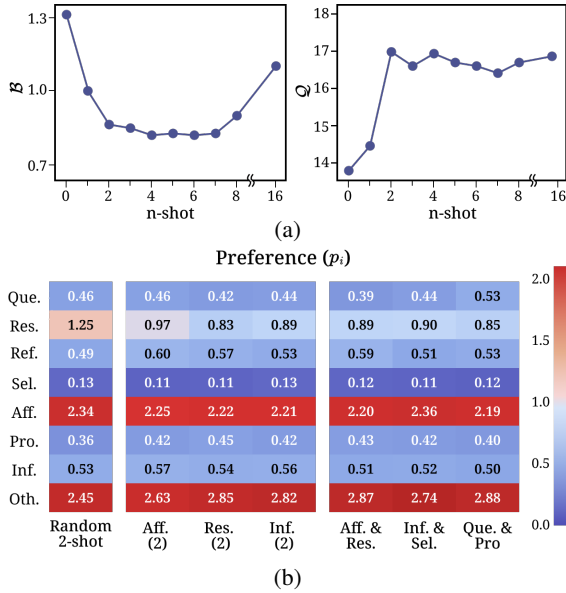 1.3
1.0
0.7
ℬ
0 2 4 6 8 16
n-shot
18
17
16
15
14
𝒬
0 2 4 6 8 16
n-shot
(a)
Preference (pᵢ)
Que. 0.46 0.46 0.42 0.44 0.39 0.44 0.53
Res. 1.25 0.97 0.83 0.89 0.89 0.90 0.85
Ref. 0.49 0.60 0.57 0.53 0.59 0.51 0.53
Sel. 0.13 0.11 0.11 0.13 0.12 0.11 0.12
Aff. 2.34 2.25 2.22 2.21 2.20 2.36 2.19
Pro. 0.36 0.42 0.45 0.42 0.43 0.42 0.40
Inf. 0.53 0.57 0.54 0.56 0.51 0.52 0.50
Oth. 2.45 2.63 2.85 2.82 2.87 2.74 2.88
Random Aff. Res. Inf. Aff. & Inf. & Que. &
2-shot (2) (2) (2) Res. Sel. Pro
2.0
1.5
1.0
0.5
0.0
(b)